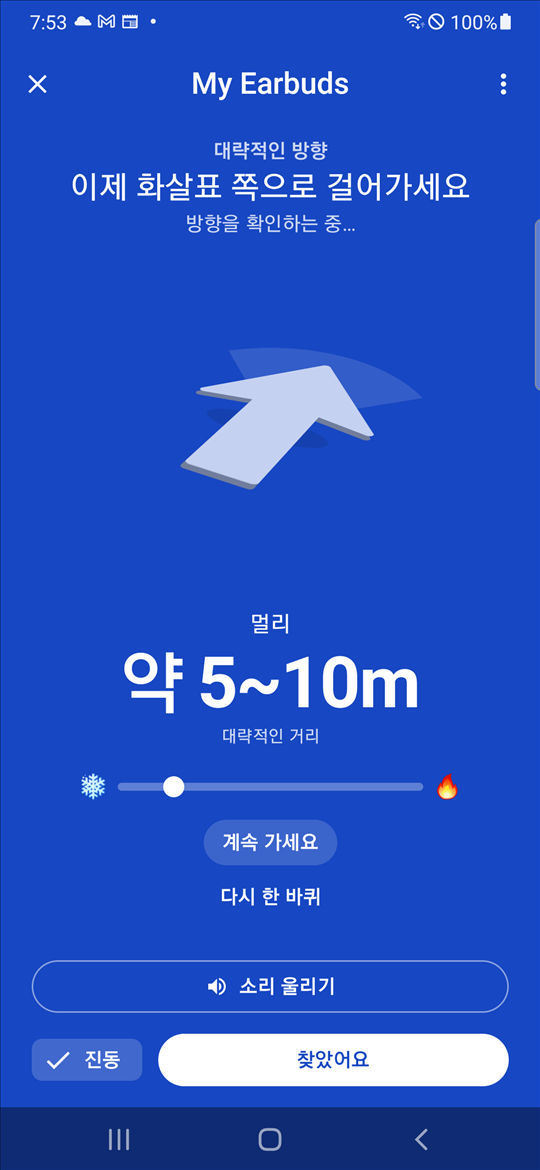 7:53
100%
My Earbuds
대략적인 방향
이제 화살표 쪽으로 걸어가세요
방향을 확인하는 중...
멀리
약 5~10m
대략적인 거리
계속 가세요
다시 한 바퀴
소리 울리기
진동
찾았어요